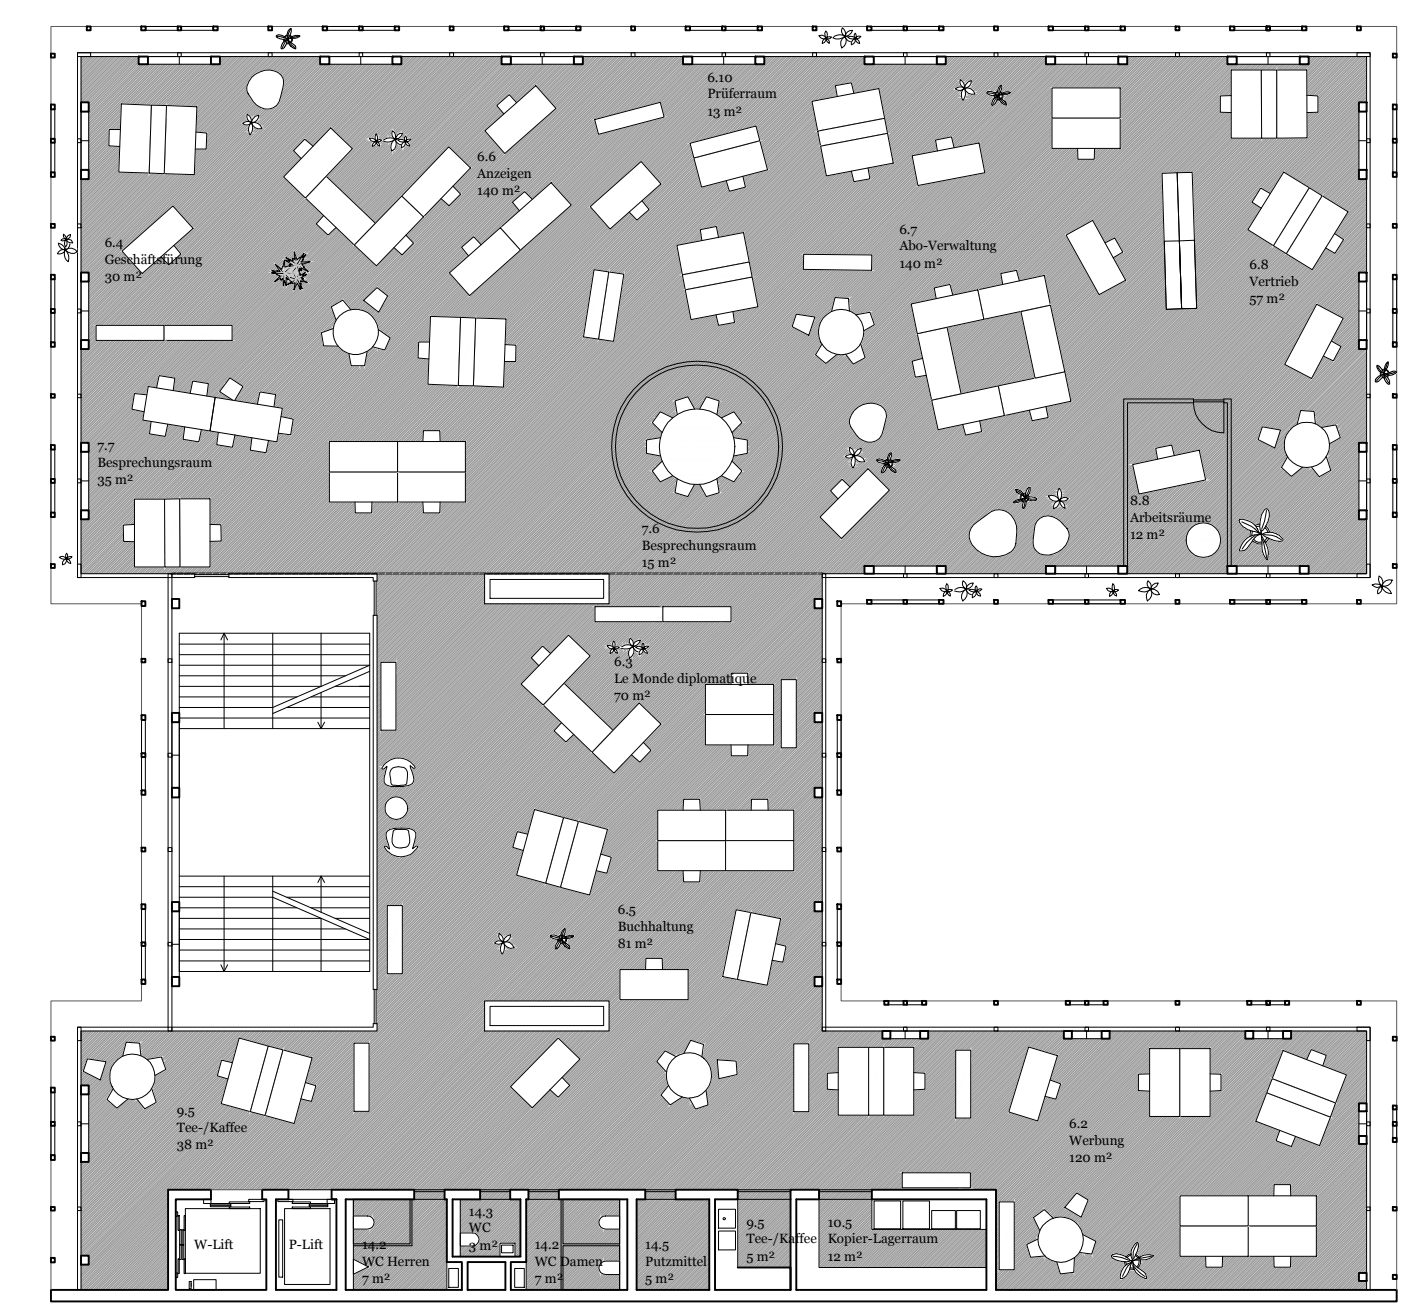 6.10
Prüferraum
13 m²
6.6
Anzeigen
140 m²
6.4
Geschäftsfürung
30 m²
6.7
Abo-Verwaltung
140 m²
6.8
Vertrieb
57 m²
7.7
Besprechungsraum
35 m²
7.6
Besprechungsraum
15 m²
8.8
Arbeitsräume
12 m²
6.3
Le Monde diplomatique
70 m²
6.5
Buchhaltung
81 m²
9.5
Tee-/Kaffee
38 m²
6.2
Werbung
120 m²
W-Lift
P-Lift
14.2
WC Herren
7 m²
14.3
WC
3 m²
14.2
WC Damen
7 m²
14.5
Putzmittel
5 m²
9.5
Tee-/Kaffee
5 m²
10.5
Kopier-Lagerraum
12 m²